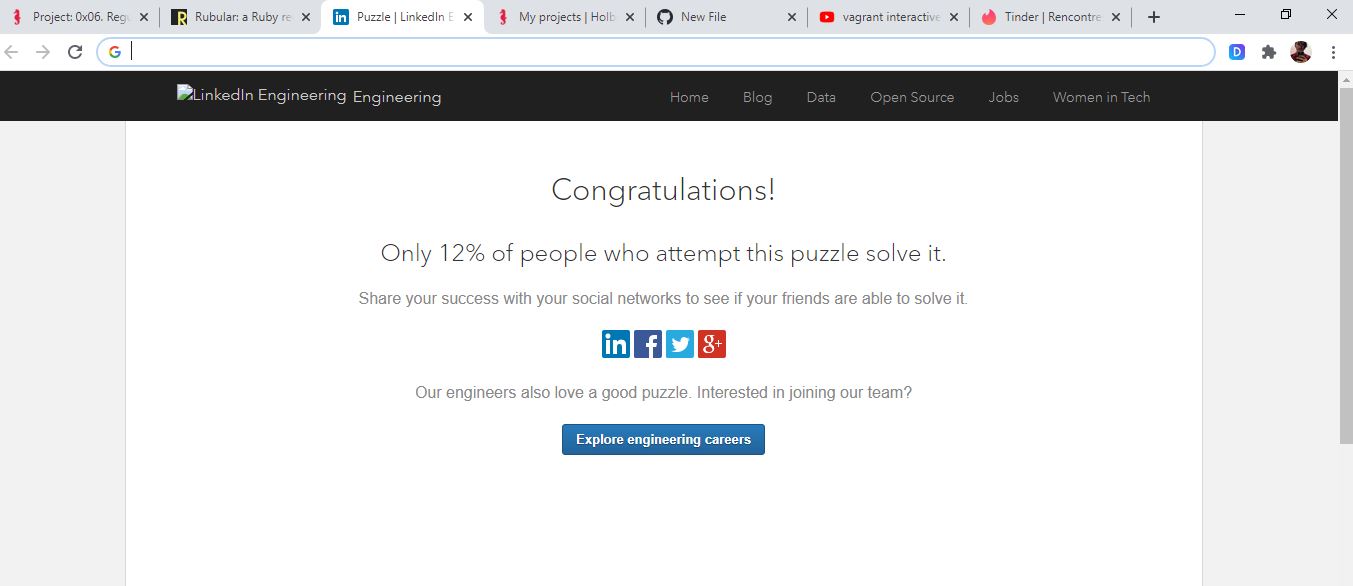 Project: 0x06. Regu
Rubular: a Ruby re
Puzzle | LinkedIn E
My projects | Holb
New File
vagrant interactive
Tinder | Rencontre
LinkedIn Engineering Engineering
Home Blog Data Open Source Jobs Women in Tech
Congratulations!
Only 12% of people who attempt this puzzle solve it.
Share your success with your social networks to see if your friends are able to solve it.
in f g+
Our engineers also love a good puzzle. Interested in joining our team?
Explore engineering careers